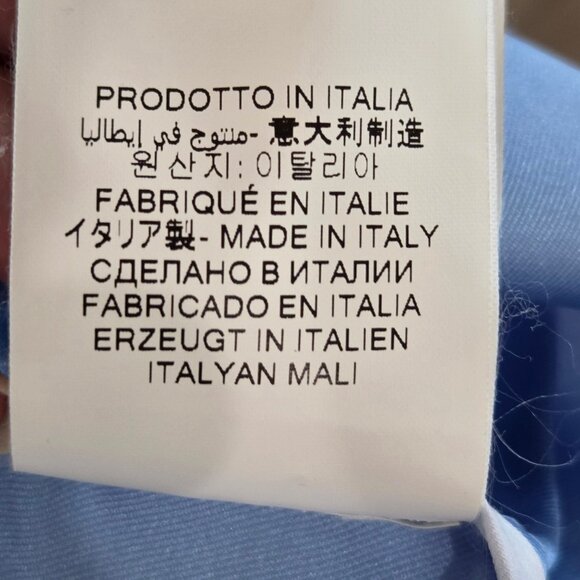 PRODOTTO IN ITALIA
منتوج في إيطاليا - 意大利制造
원산지: 이탈리아
FABRIQUÉ EN ITALIE
イタリア製 - MADE IN ITALY
СДЕЛАНО В ИТАЛИИ
FABRICADO EN ITALIA
ERZEUGT IN ITALIEN
ITALYAN MALI